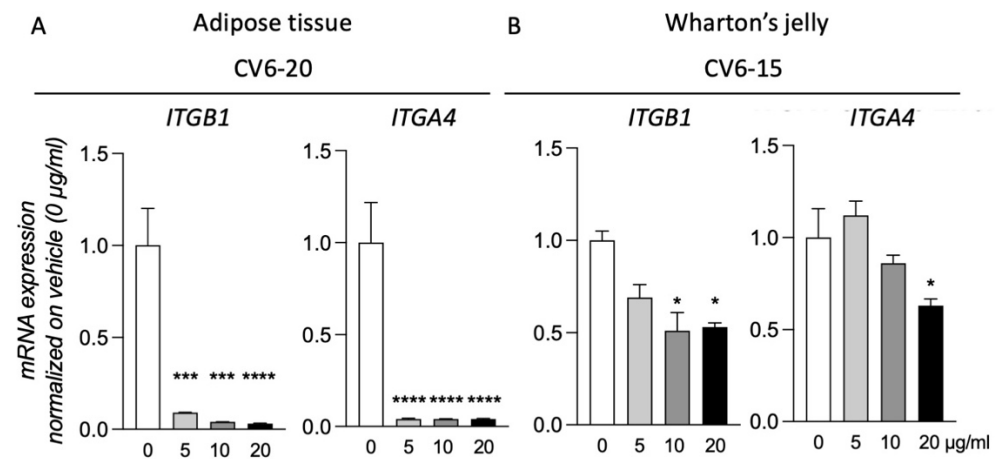 A Adipose tissue B Wharton's jelly
CV6-20 CV6-15
ITGB1 ITGA4 ITGB1 ITGA4
mRNA expression
normalized on vehicle (0 µg/ml)
1.5 1.5 1.5 1.5
1.0 1.0 1.0 1.0
0.5 0.5 0.5 0.5
*** *** **** **** **** **** * * *
0.0 0.0 0.0 0.0
0 5 10 20 0 5 10 20 0 5 10 20 0 5 10 20 µg/ml